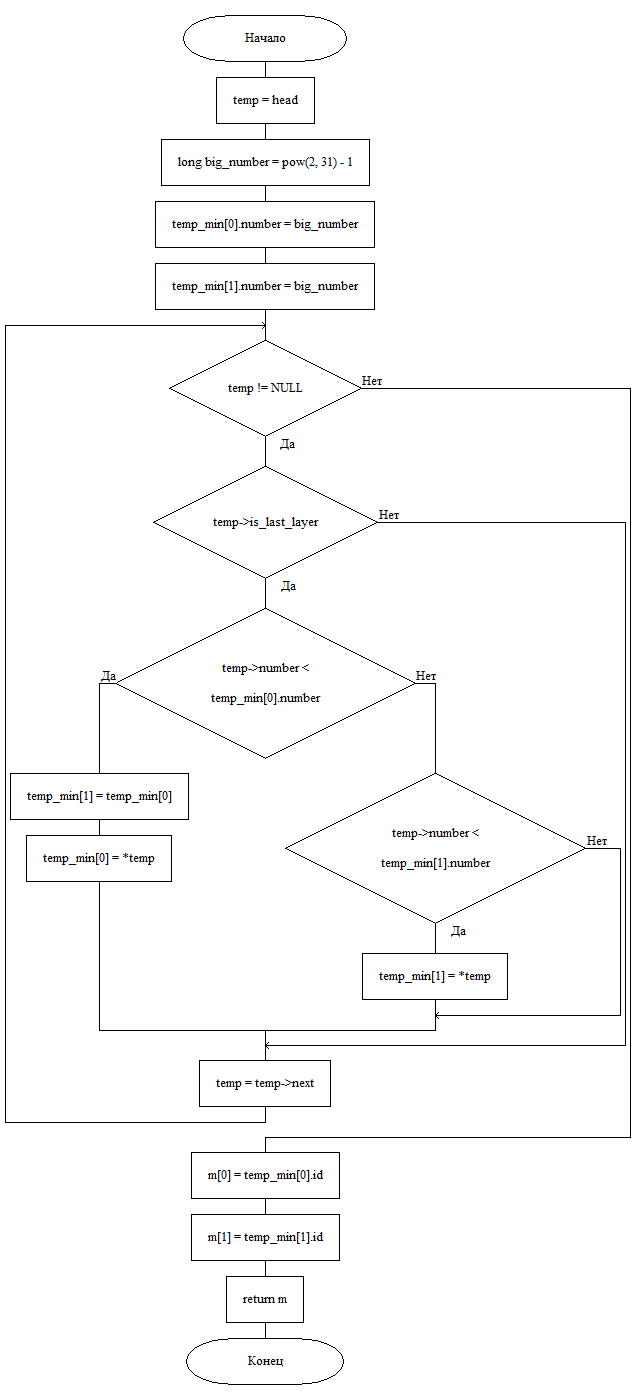 Начало
temp = head
long big_number = pow(2, 31) - 1
temp_min[0].number = big_number
temp_min[1].number = big_number
temp != NULL
Нет
Да
temp->is_last_layer
Нет
Да
temp->number <
temp_min[0].number
Да
Нет
temp_min[1] = temp_min[0]
temp_min[0] = *temp
temp->number <
temp_min[1].number
Нет
Да
temp_min[1] = *temp
temp = temp->next
m[0] = temp_min[0].id
m[1] = temp_min[1].id
return m
Конец